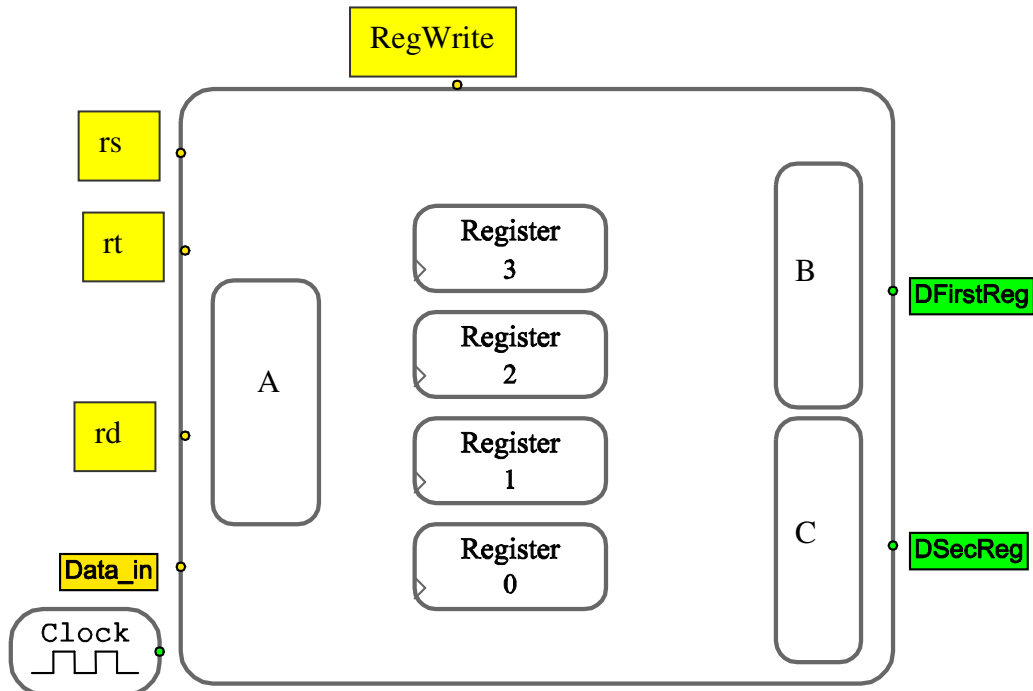 RegWrite
rs
rt
Register
3
B
DFirstReg
Register
2
A
rd
Register
1
C
DSecReg
Data_in
Register
0
Clock